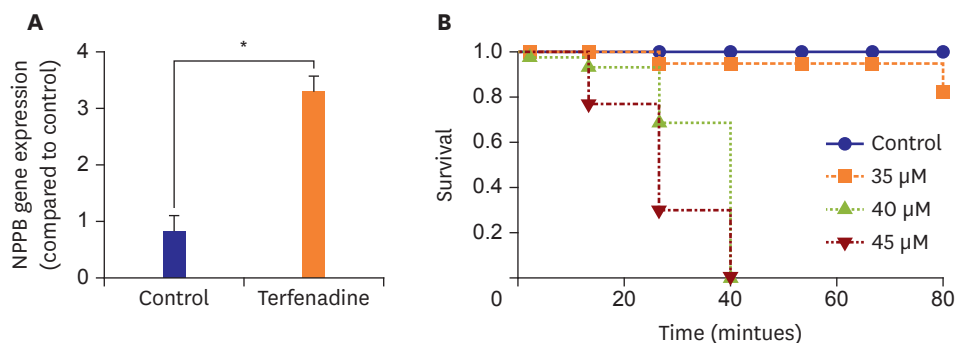 A
NPPB gene expression
(compared to control)
4
3
2
1
0
*
Control
Terfenadine
B
Survival
1.0
0.8
0.6
0.4
0.2
0
20
40
60
80
Time (mintues)
Control
35 µM
40 µM
45 µM